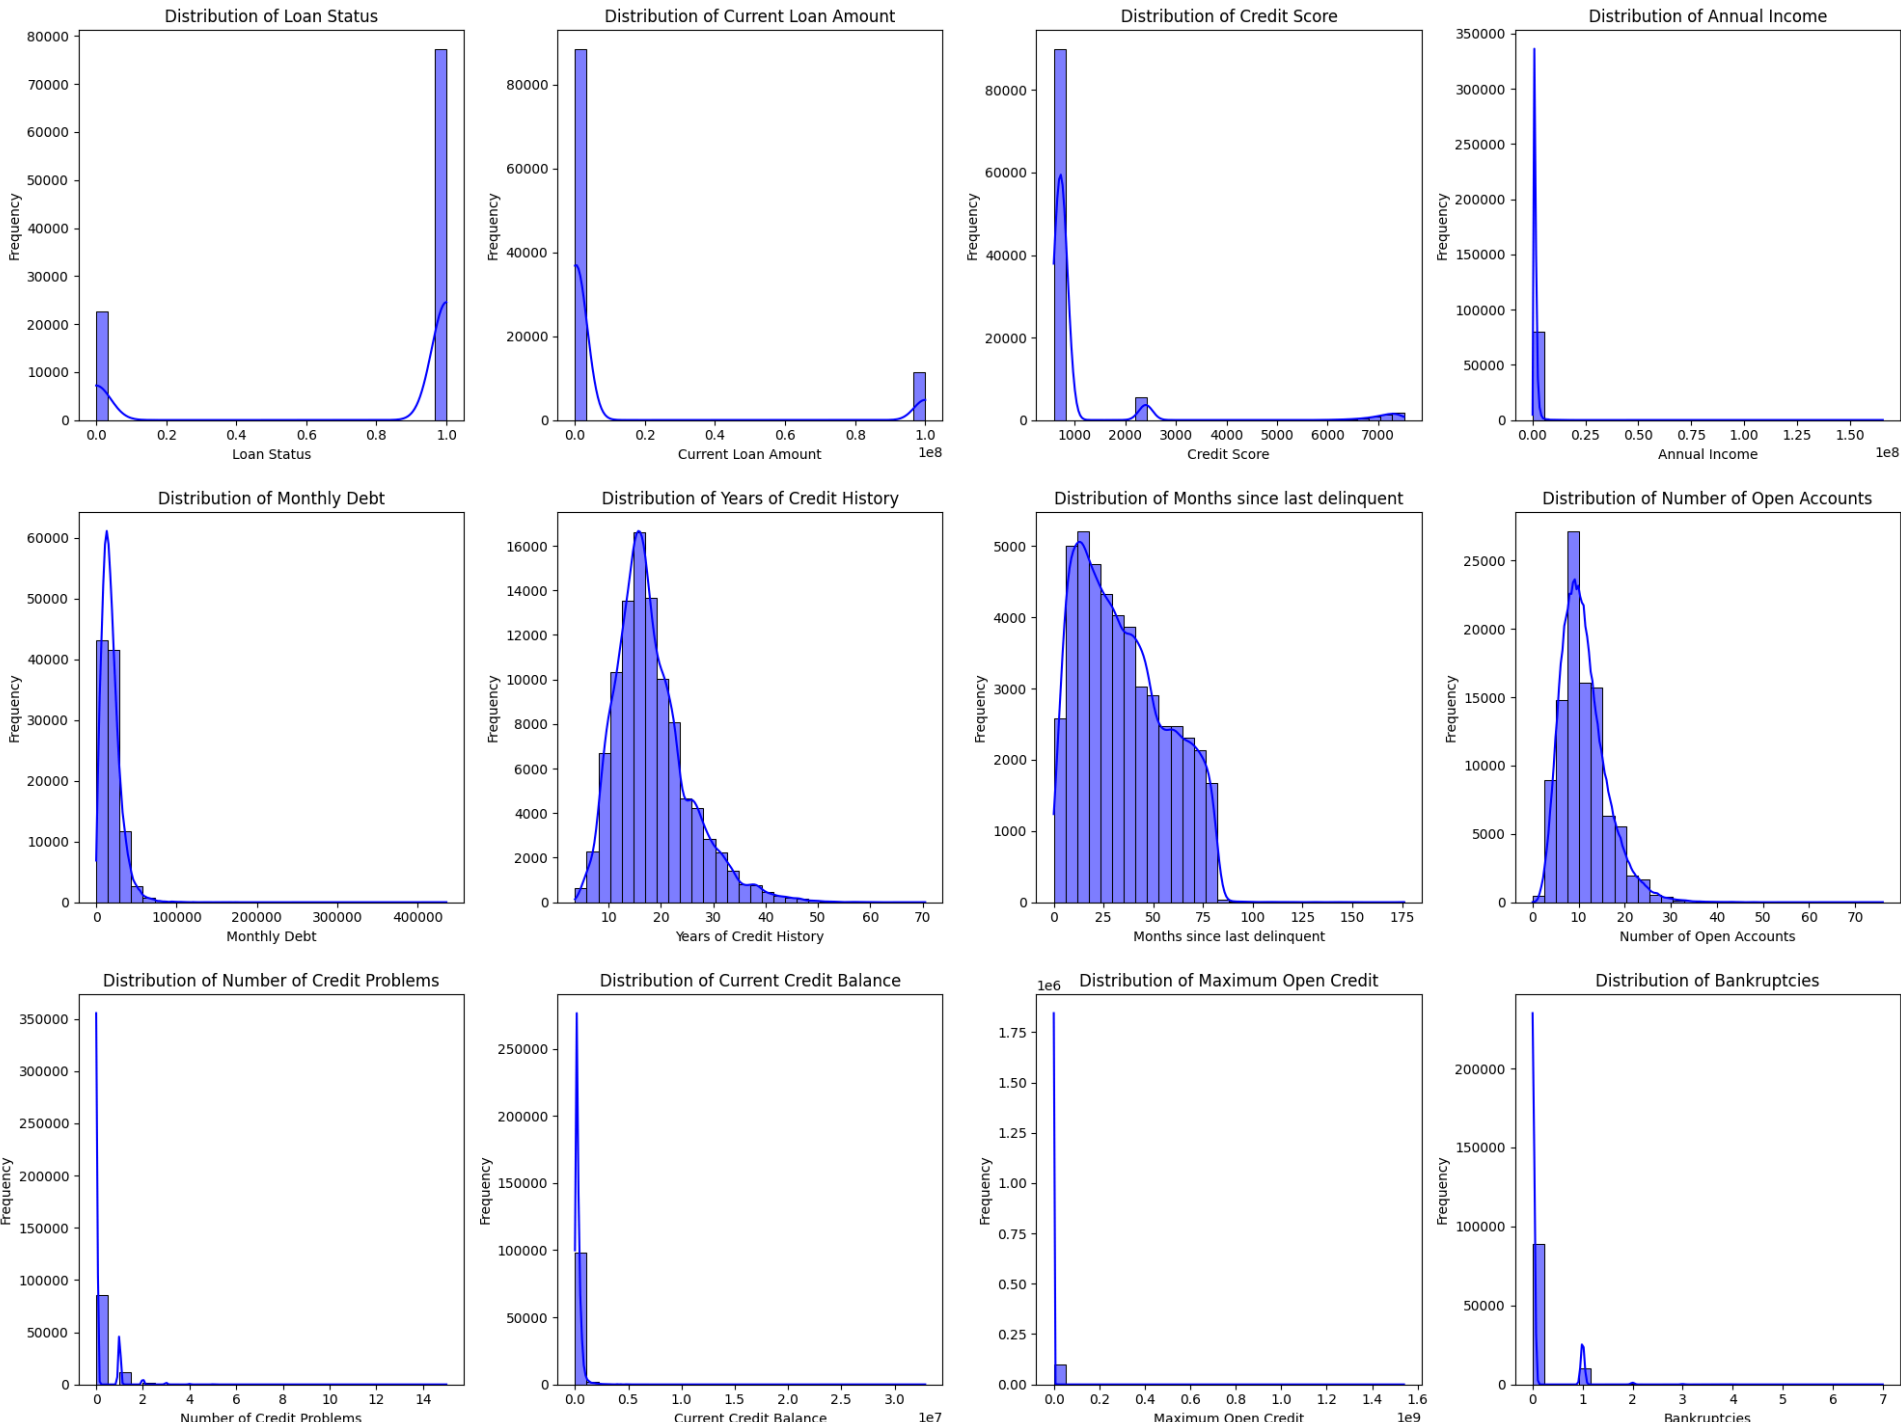 Distribution of Loan Status
80000
70000
60000
50000
40000
30000
20000
10000
0
Frequency
0.0 0.2 0.4 0.6 0.8 1.0
Loan Status
Distribution of Current Loan Amount
80000
60000
40000
20000
0
Frequency
0.0 0.2 0.4 0.6 0.8 1.0
1e8
Current Loan Amount
Distribution of Credit Score
80000
60000
40000
20000
0
Frequency
1000 2000 3000 4000 5000 6000 7000
Credit Score
Distribution of Annual Income
350000
300000
250000
200000
150000
100000
50000
0
Frequency
0.00 0.25 0.50 0.75 1.00 1.25 1.50
1e8
Annual Income
Distribution of Monthly Debt
60000
50000
40000
30000
20000
10000
0
Frequency
0 100000 200000 300000 400000
Monthly Debt
Distribution of Years of Credit History
16000
14000
12000
10000
8000
6000
4000
2000
0
Frequency
10 20 30 40 50 60 70
Years of Credit History
Distribution of Months since last delinquent
5000
4000
3000
2000
1000
0
Frequency
0 25 50 75 100 125 150 175
Months since last delinquent
Distribution of Number of Open Accounts
25000
20000
15000
10000
5000
0
Frequency
0 10 20 30 40 50 60 70
Number of Open Accounts
Distribution of Number of Credit Problems
350000
300000
250000
200000
150000
100000
50000
0
Frequency
0 2 4 6 8 10 12 14
Number of Credit Problems
Distribution of Current Credit Balance
250000
200000
150000
100000
50000
0
Frequency
0.0 0.5 1.0 1.5 2.0 2.5 3.0
1e7
Current Credit Balance
Distribution of Maximum Open Credit
1e6
1.75
1.50
1.25
1.00
0.75
0.50
0.25
0.00
Frequency
0.0 0.2 0.4 0.6 0.8 1.0 1.2 1.4 1.6
1e9
Maximum Open Credit
Distribution of Bankruptcies
200000
150000
100000
50000
0
Frequency
0 1 2 3 4 5 6 7
Bankruptcies